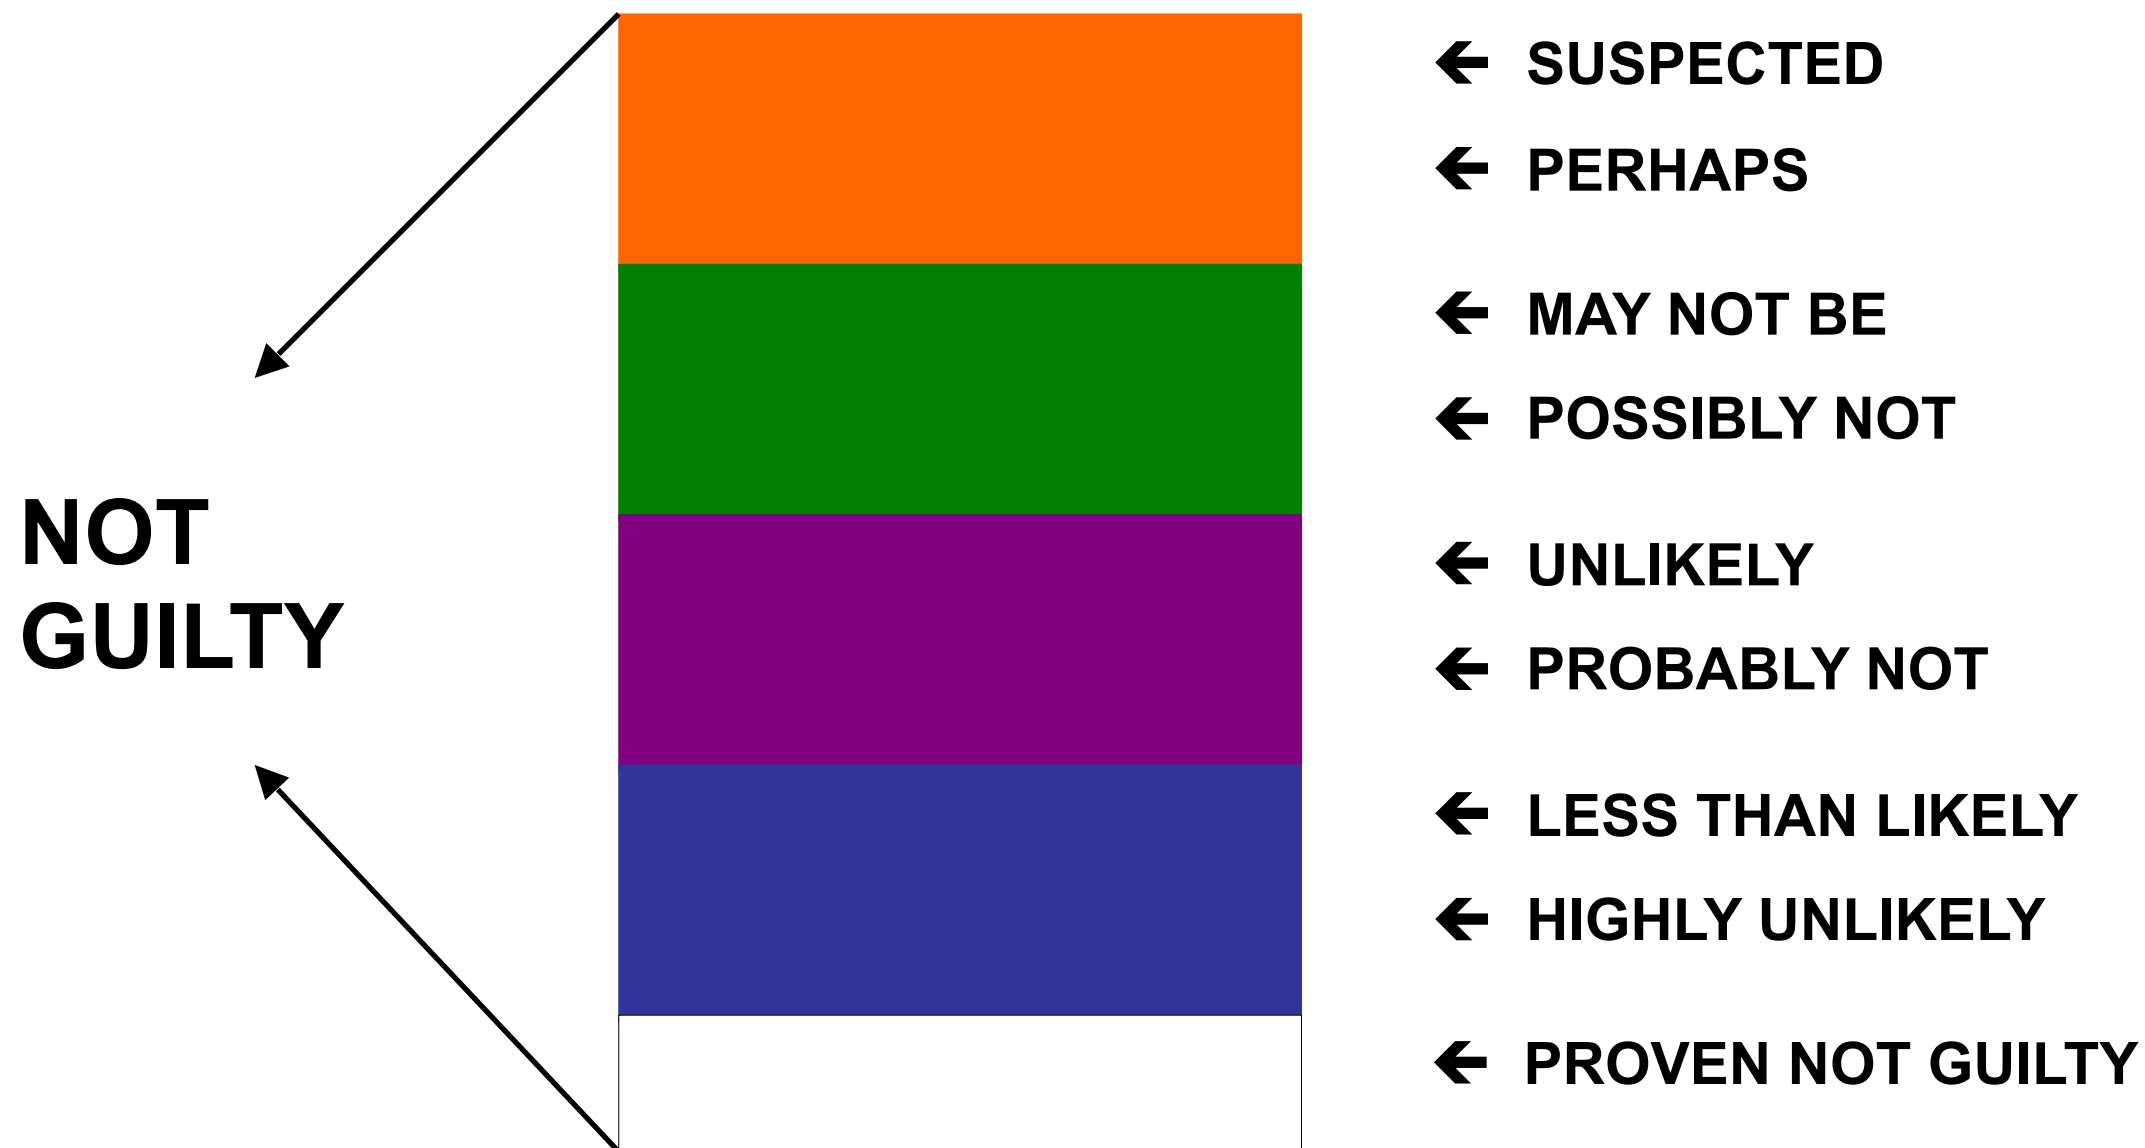 NOT
GUILTY
← SUSPECTED
← PERHAPS
← MAY NOT BE
← POSSIBLY NOT
← UNLIKELY
← PROBABLY NOT
← LESS THAN LIKELY
← HIGHLY UNLIKELY
← PROVEN NOT GUILTY